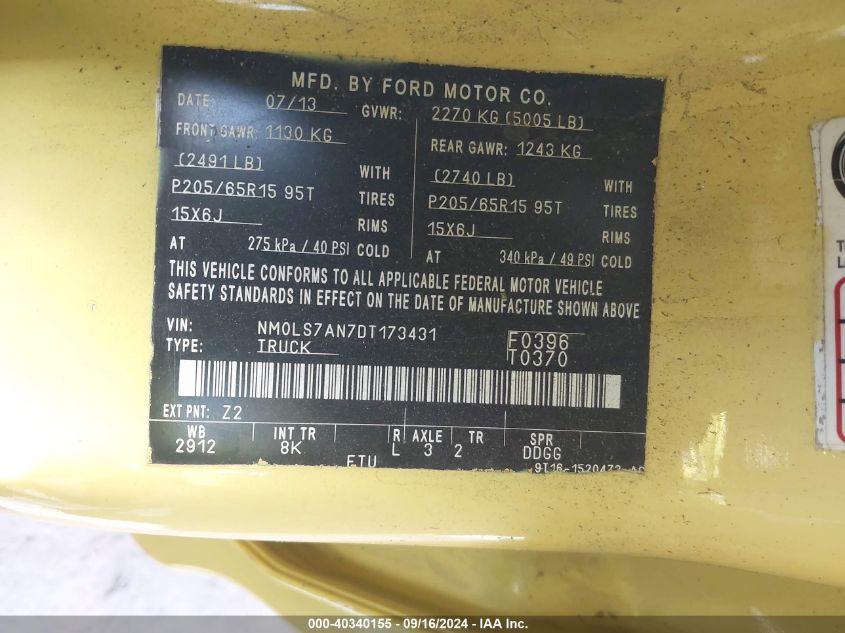 MFD. BY FORD MOTOR CO.
DATE: 07/13 GVWR: 2270 KG (5005 LB)
FRONT GAWR: 1130 KG REAR GAWR: 1243 KG
(2491 LB) WITH (2740 LB) WITH
P205/65R15 95T TIRES P205/65R15 95T TIRES
15X6J RIMS 15X6J RIMS
AT 275 kPa / 40 PSI COLD AT 340 kPa / 49 PSI COLD
THIS VEHICLE CONFORMS TO ALL APPLICABLE FEDERAL MOTOR VEHICLE
SAFETY STANDARDS IN EFFECT ON THE DATE OF MANUFACTURE SHOWN ABOVE
VIN: NM0LS7AN7DT173431 F0396
TYPE: TRUCK T0370
EXT PNT: Z2
WB INT TR R AXLE TR SPR
2912 8K L 3 2 DDGG
FTU 9T16-1520472-AC
000-40340155 - 09/16/2024 - IAA Inc.